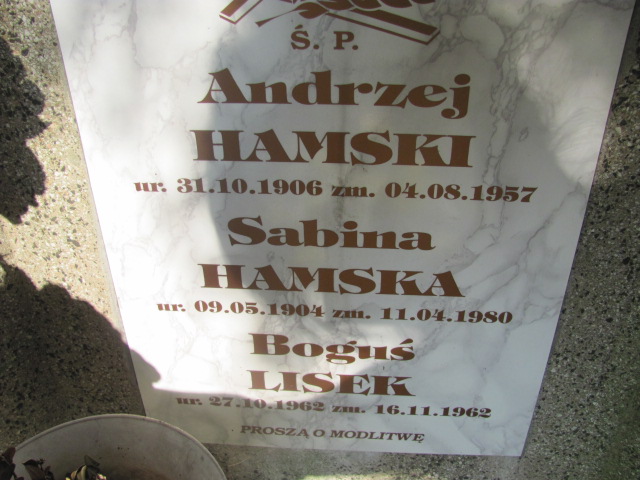 Ś. P.
Andrzej
HAMSKI
ur. 31.10.1906 zm. 04.08.1957
Sabina
HAMSKA
ur. 09.05.1904 zm. 11.04.1980
Boguś
LISEK
ur. 27.10.1962 zm. 16.11.1962
PROSZĄ O MODLITWĘ